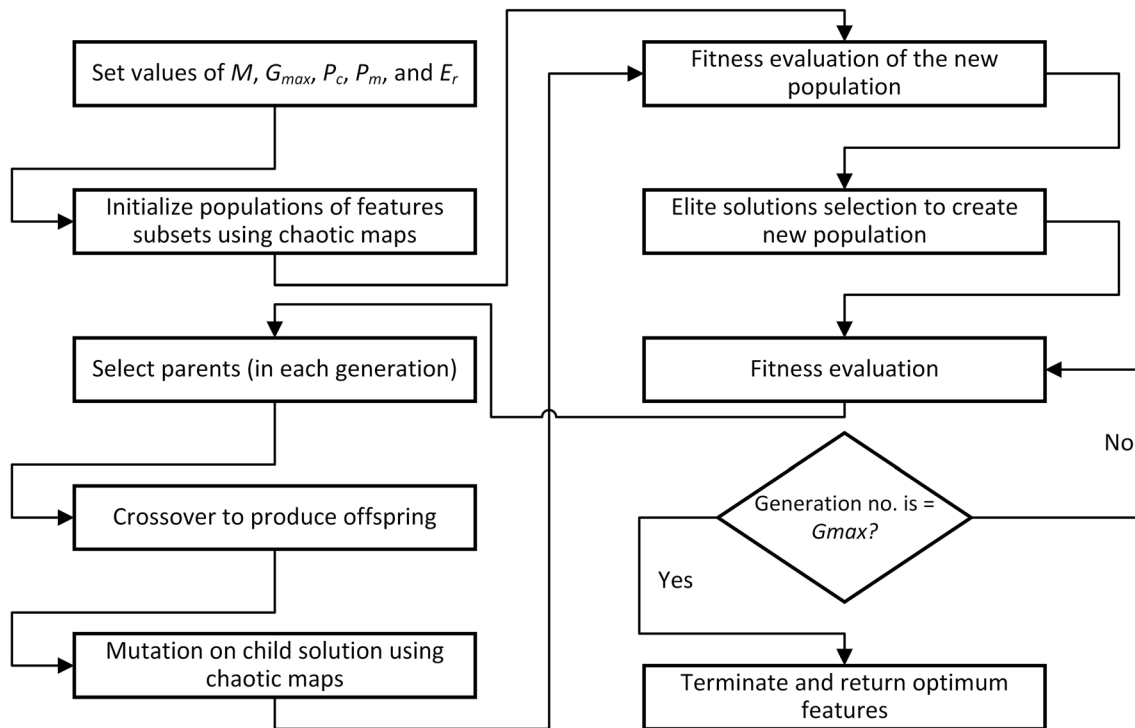 Set values of M, Gmax, Pc, Pm, and Er
Initialize populations of features
subsets using chaotic maps
Select parents (in each generation)
Crossover to produce offspring
Mutation on child solution using
chaotic maps
Fitness evaluation of the new
population
Elite solutions selection to create
new population
Fitness evaluation
No
Generation no. is =
Gmax?
Yes
Terminate and return optimum
features